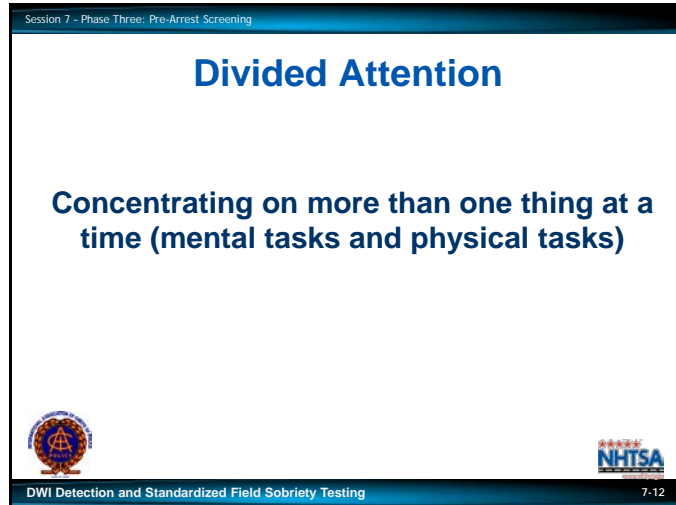 Session 7 - Phase Three: Pre-Arrest Screening
Divided Attention
Concentrating on more than one thing at a
time (mental tasks and physical tasks)
NHTSA
DWI Detection and Standardized Field Sobriety Testing
7-12